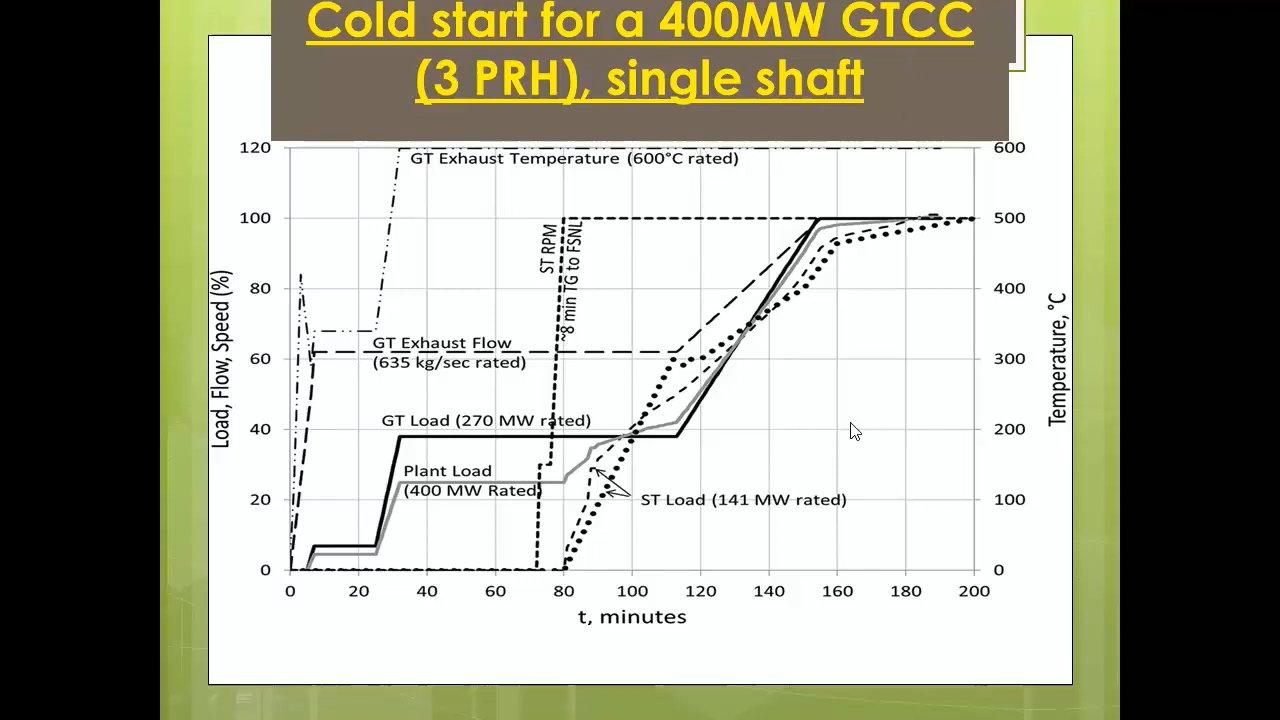 Cold start for a 400MW GTCC
(3 PRH), single shaft
120
100
80
60
40
20
0
600
500
400
300
200
100
0
Load, Flow, Speed (%)
Temperature, °C
GT Exhaust Temperature (600°C rated)
ST RPM
~8 min TG to FSNL
GT Exhaust Flow
(635 kg/sec rated)
GT Load (270 MW rated)
Plant Load
(400 MW Rated)
ST Load (141 MW rated)
0 20 40 60 80 100 120 140 160 180 200
t, minutes